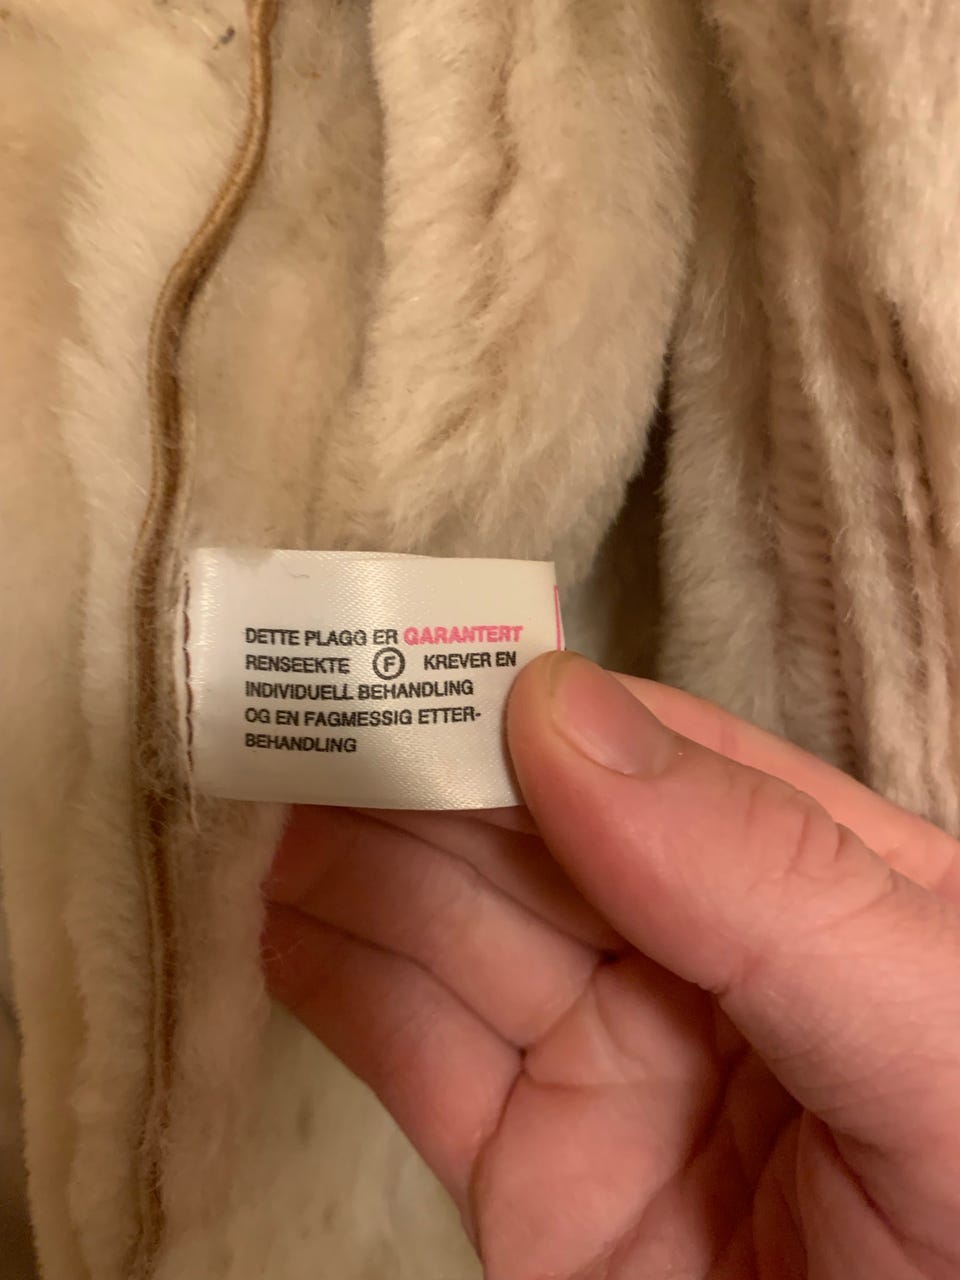 DETTE PLAGG ER GARANTERT
RENSEEKTE Ⓕ KREVER EN
INDIVIDUELL BEHANDLING
OG EN FAGMESSIG ETTER-
BEHANDLING